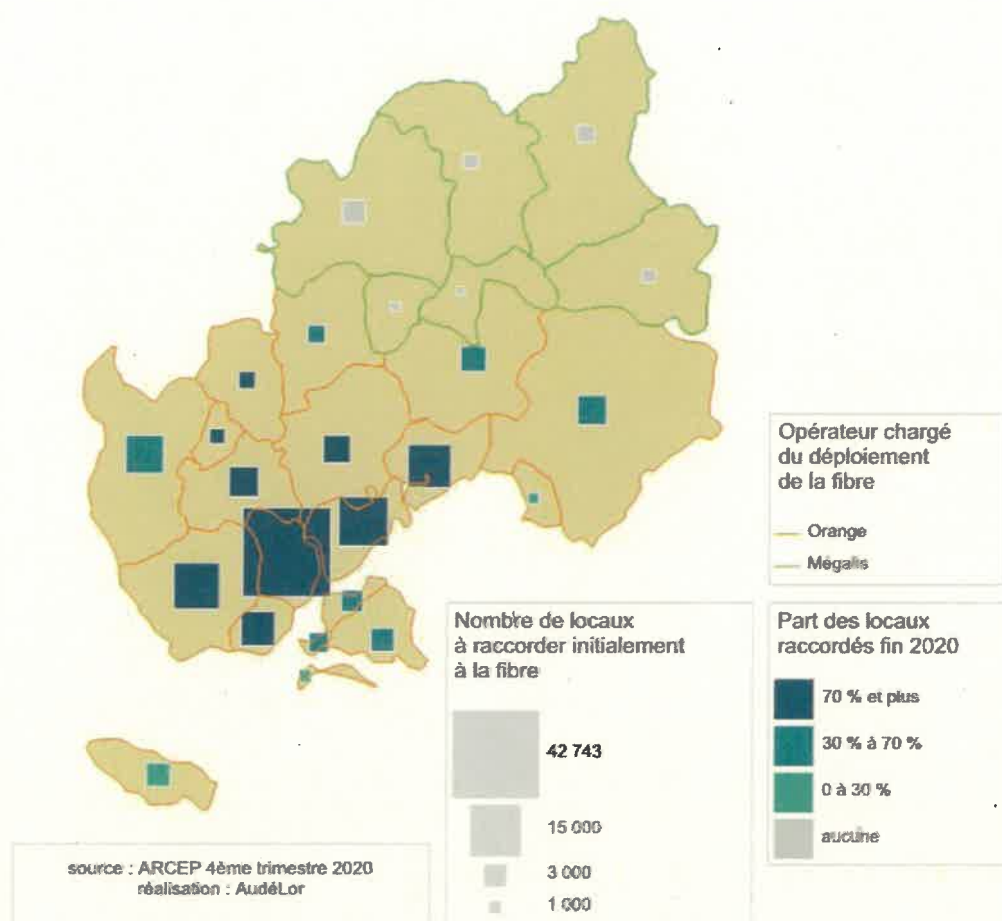 Opérateur chargé
du déploiement
de la fibre
Orange
Mégalis
Nombre de locaux
à raccorder initialement
à la fibre
42 743
15 000
3 000
1 000
Part des locaux
raccordés fin 2020
70 % et plus
30 % à 70 %
0 à 30 %
aucune
source : ARCEP 4ème trimestre 2020
réalisation : AudéLor